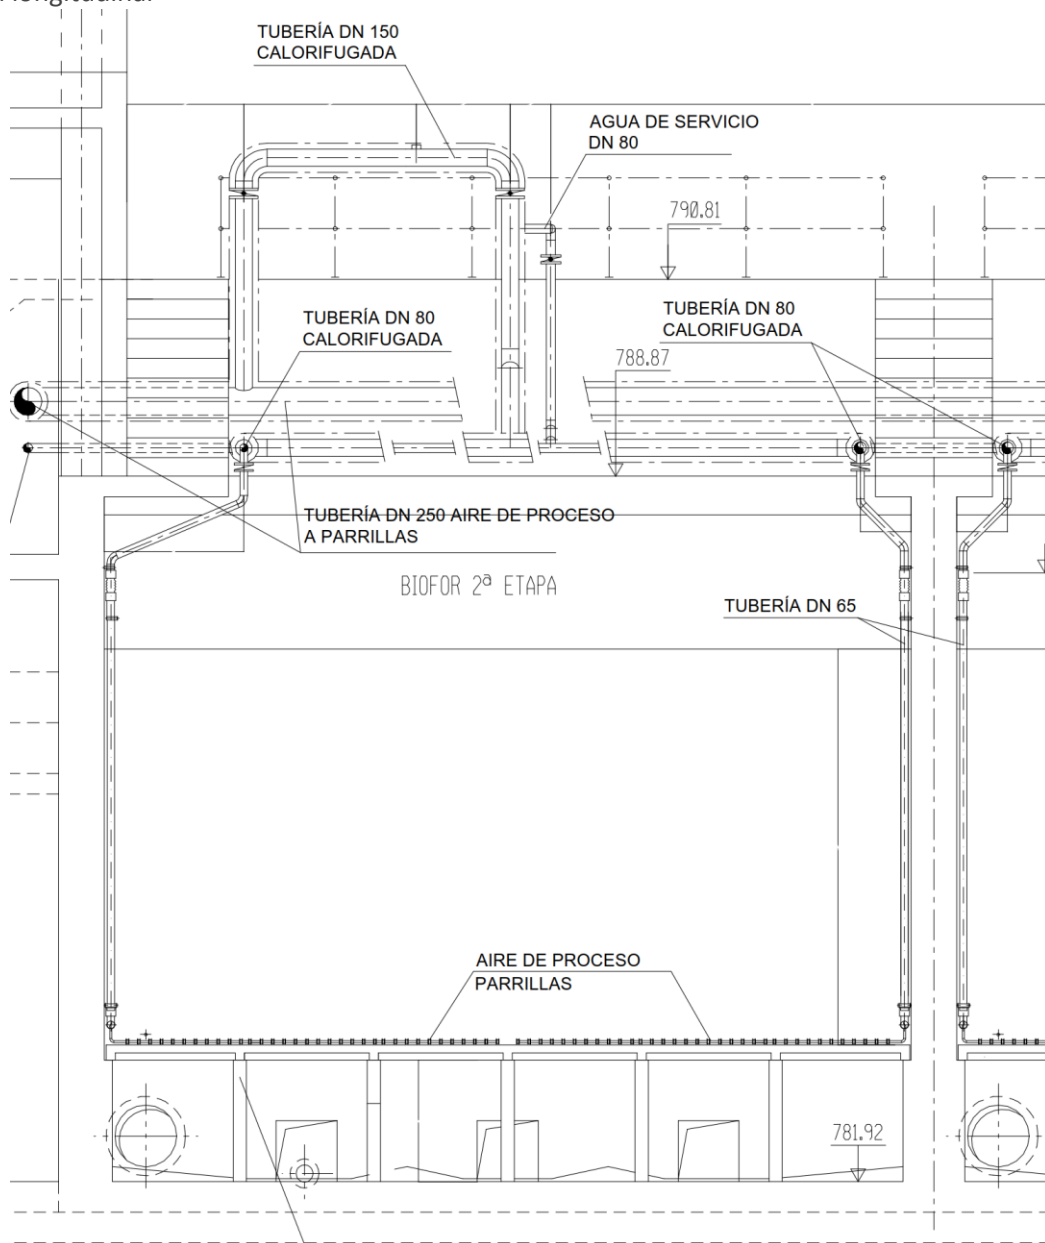 longitudinal
TUBERÍA DN 150
CALORIFUGADA
AGUA DE SERVICIO
DN 80
790.81
TUBERÍA DN 80
CALORIFUGADA
TUBERÍA DN 80
CALORIFUGADA
788.87
TUBERÍA DN 250 AIRE DE PROCESO
A PARRILLAS
BIOFOR 2ª ETAPA
TUBERÍA DN 65
AIRE DE PROCESO
PARRILLAS
781.92